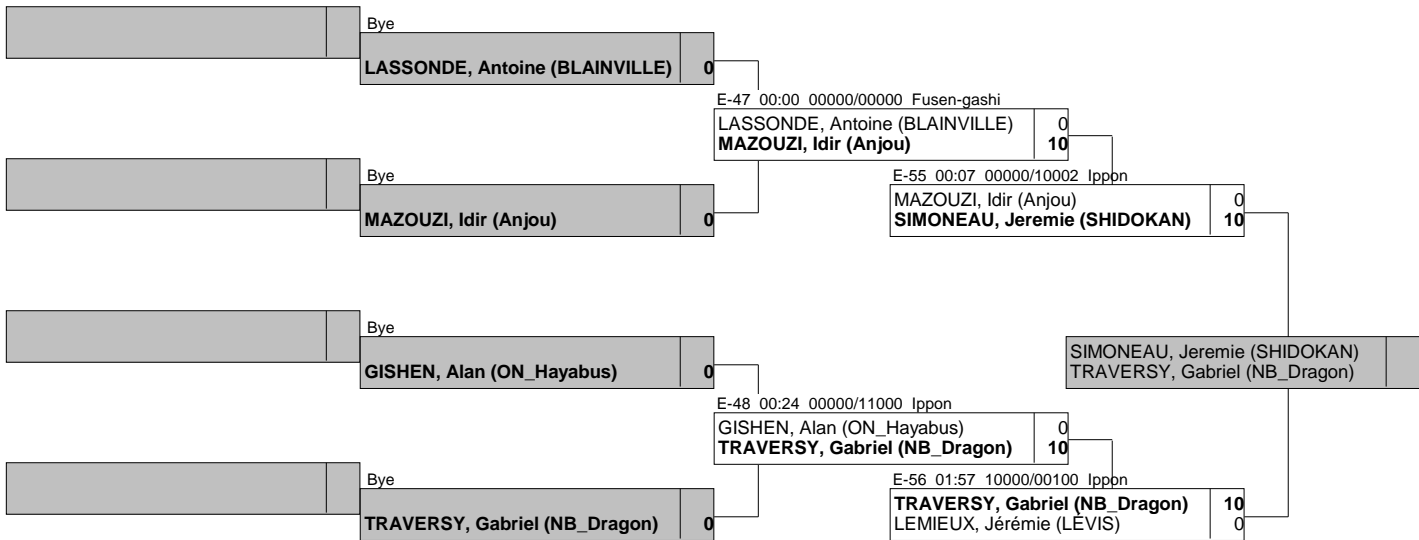 Bye
LASSONDE, Antoine (BLAINVILLE) 0
E-47 00:00 00000/00000 Fusen-gashi
LASSONDE, Antoine (BLAINVILLE) 0
MAZOUZI, Idir (Anjou) 10
Bye
MAZOUZI, Idir (Anjou) 0
E-55 00:07 00000/10002 Ippon
MAZOUZI, Idir (Anjou) 0
SIMONEAU, Jeremie (SHIDOKAN) 10
Bye
GISHEN, Alan (ON_Hayabus) 0
SIMONEAU, Jeremie (SHIDOKAN)
TRAVERSY, Gabriel (NB_Dragon)
E-48 00:24 00000/11000 Ippon
GISHEN, Alan (ON_Hayabus) 0
TRAVERSY, Gabriel (NB_Dragon) 10
Bye
TRAVERSY, Gabriel (NB_Dragon) 0
E-56 01:57 10000/00100 Ippon
TRAVERSY, Gabriel (NB_Dragon) 10
LEMIEUX, Jérémie (LÉVIS) 0